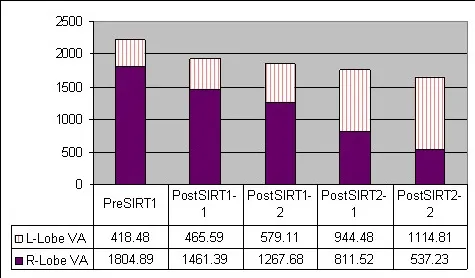 2500
2000
1500
1000
500
0
PreSIRT1 PostSIRT1-1 PostSIRT1-2 PostSIRT2-1 PostSIRT2-2
L-Lobe VA 418.48 465.59 579.11 944.48 1114.81
R-Lobe VA 1804.89 1461.39 1267.68 811.52 537.23